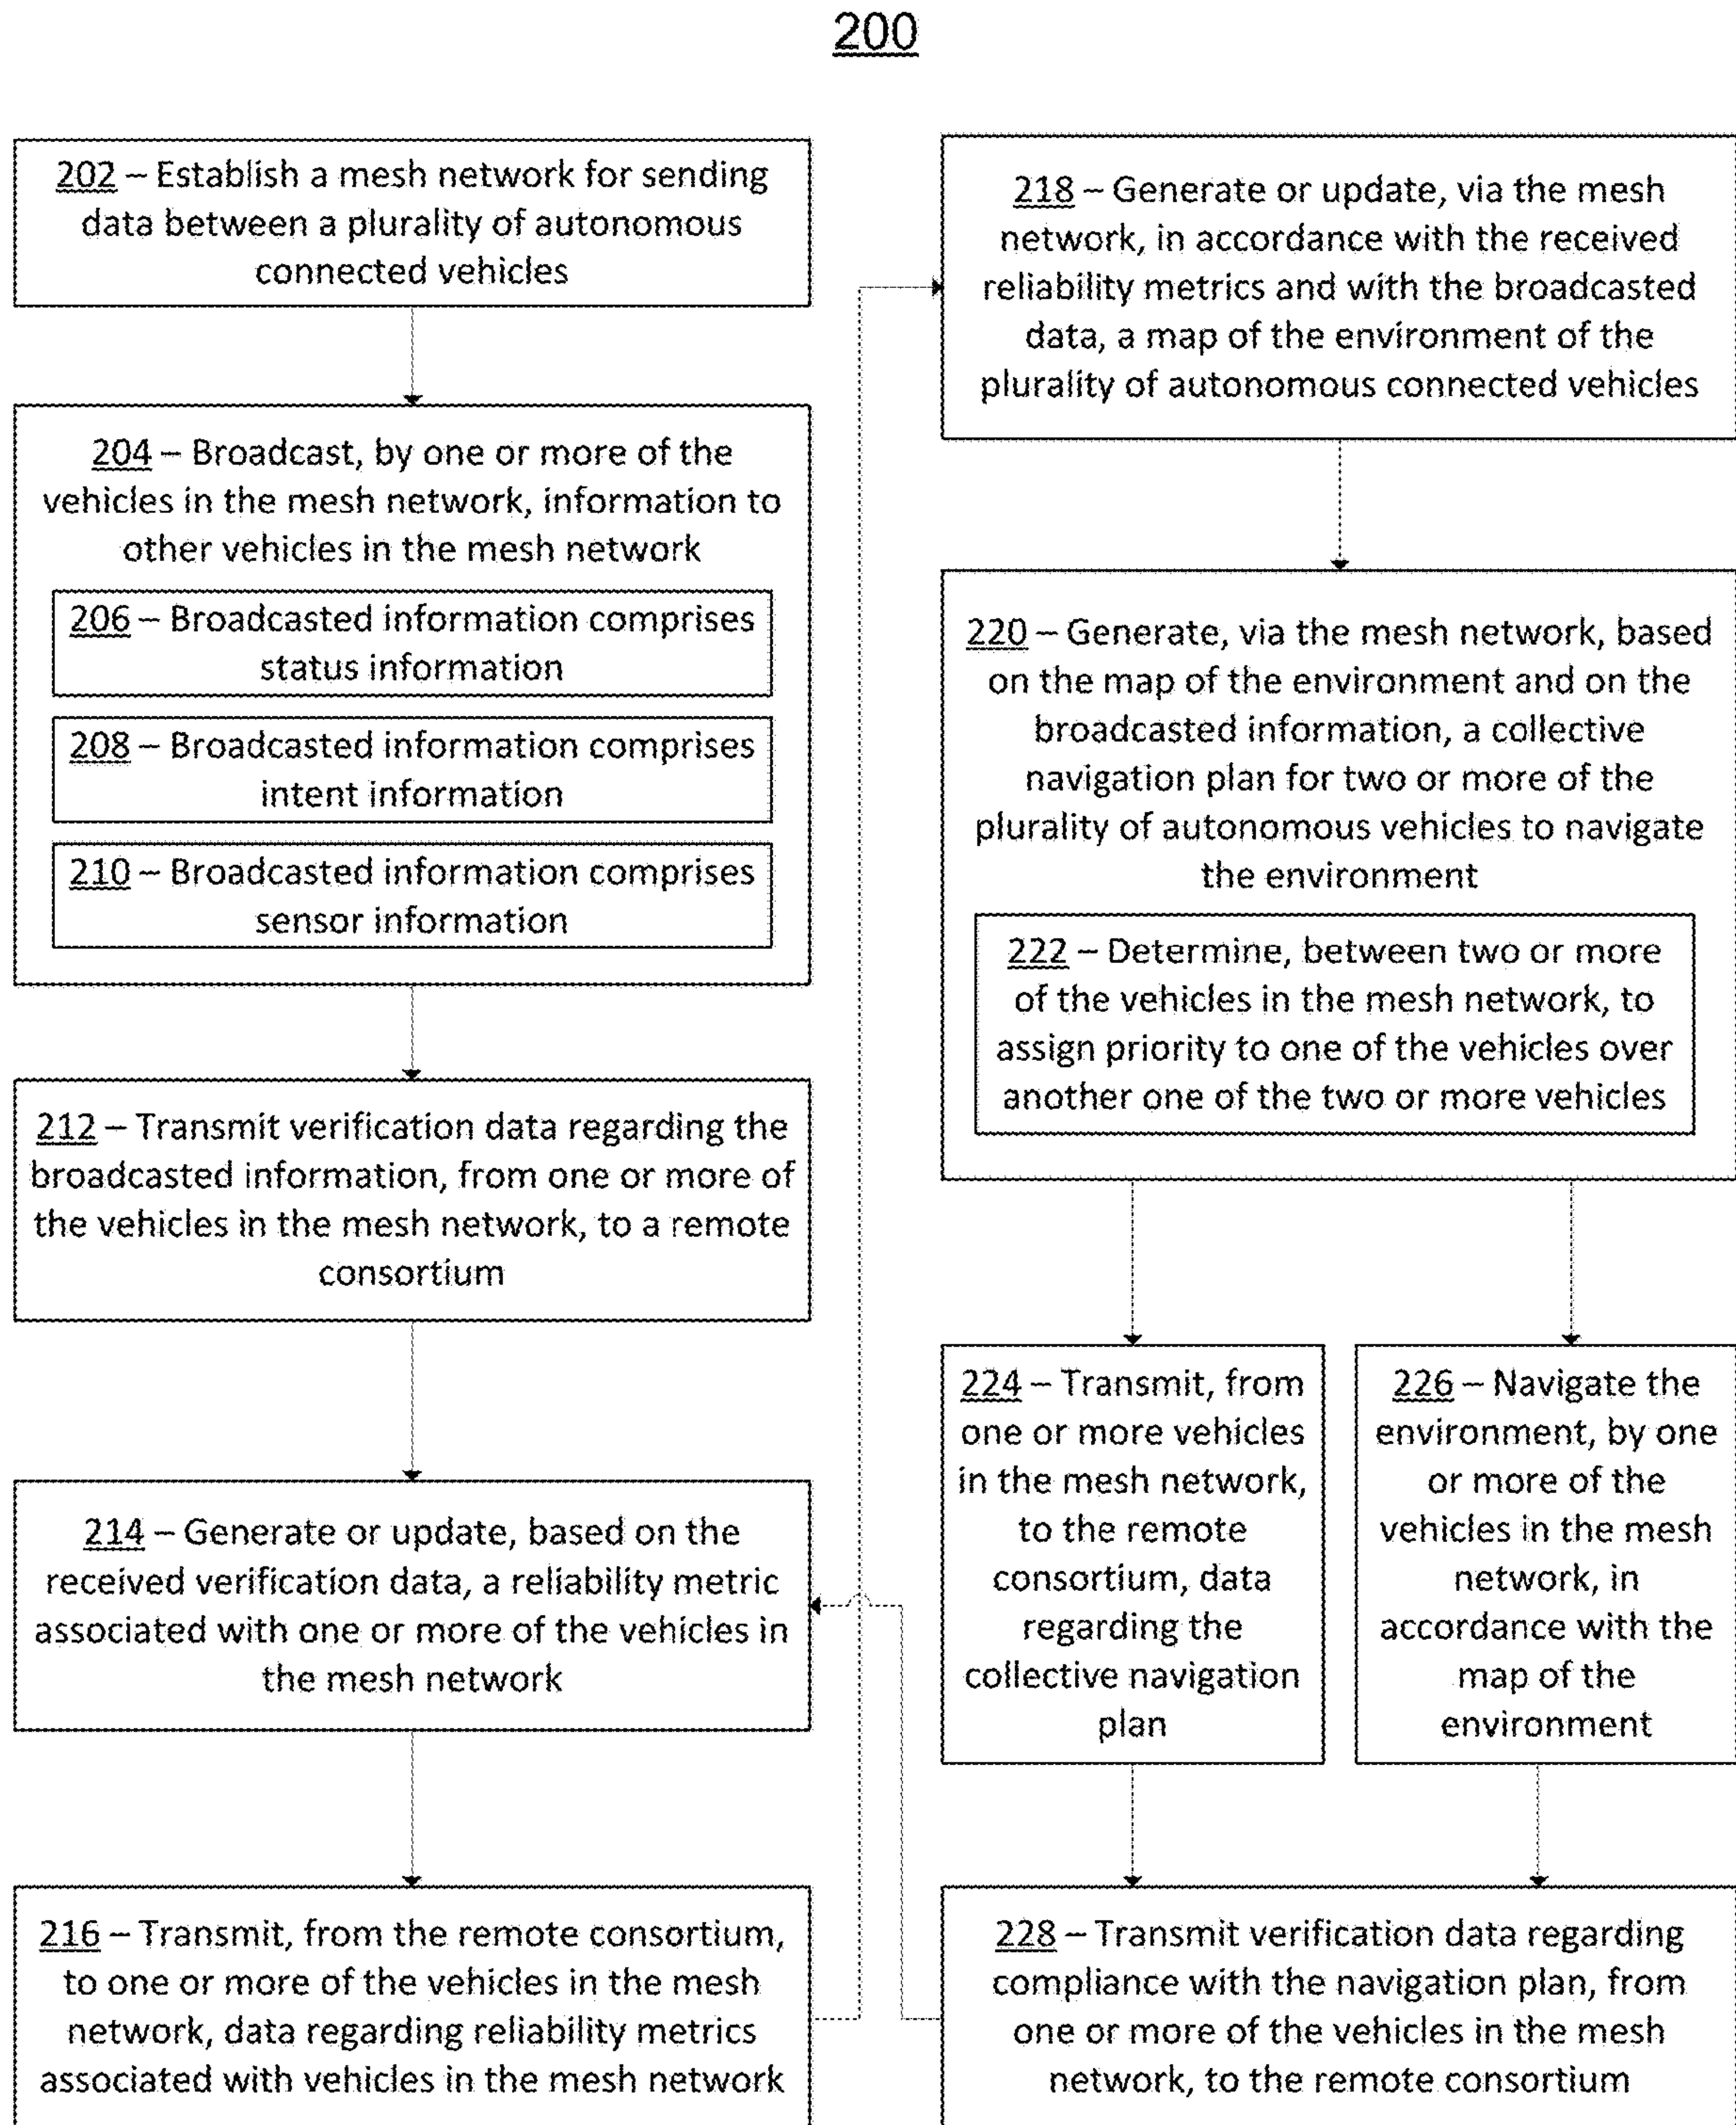 200
202 – Establish a mesh network for sending
data between a plurality of autonomous
connected vehicles
204 – Broadcast, by one or more of the
vehicles in the mesh network, information to
other vehicles in the mesh network
206 – Broadcasted information comprises
status information
208 – Broadcasted information comprises
intent information
210 – Broadcasted information comprises
sensor information
212 – Transmit verification data regarding the
broadcasted information, from one or more of
the vehicles in the mesh network, to a remote
consortium
214 – Generate or update, based on the
received verification data, a reliability metric
associated with one or more of the vehicles in
the mesh network
216 – Transmit, from the remote consortium,
to one or more of the vehicles in the mesh
network, data regarding reliability metrics
associated with vehicles in the mesh network
218 – Generate or update, via the mesh
network, in accordance with the received
reliability metrics and with the broadcasted
data, a map of the environment of the
plurality of autonomous connected vehicles
220 – Generate, via the mesh network, based
on the map of the environment and on the
broadcasted information, a collective
navigation plan for two or more of the
plurality of autonomous vehicles to navigate
the environment
222 – Determine, between two or more
of the vehicles in the mesh network, to
assign priority to one of the vehicles over
another one of the two or more vehicles
224 – Transmit, from
one or more vehicles
in the mesh network,
to the remote
consortium, data
regarding the
collective navigation
plan
226 – Navigate the
environment, by one
or more of the
vehicles in the mesh
network, in
accordance with the
map of the
environment
228 – Transmit verification data regarding
compliance with the navigation plan, from
one or more of the vehicles in the mesh
network, to the remote consortium